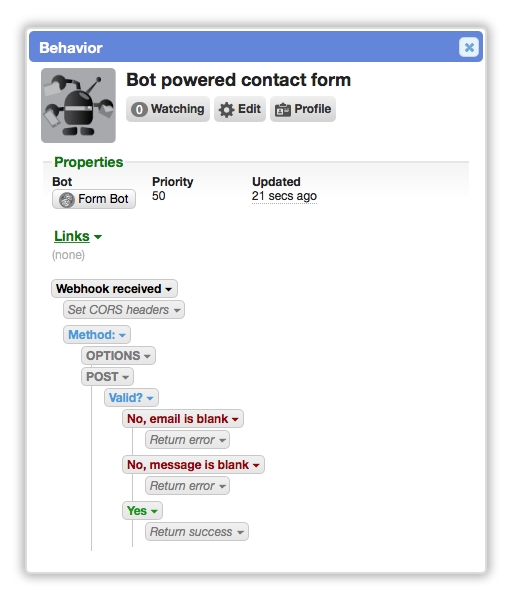 Behavior
Bot powered contact form
0 Watching Edit Profile
Properties
Bot Priority Updated
Form Bot 50 21 secs ago
Links
(none)
Webhook received
Set CORS headers
Method:
OPTIONS
POST
Valid?
No, email is blank
Return error
No, message is blank
Return error
Yes
Return success